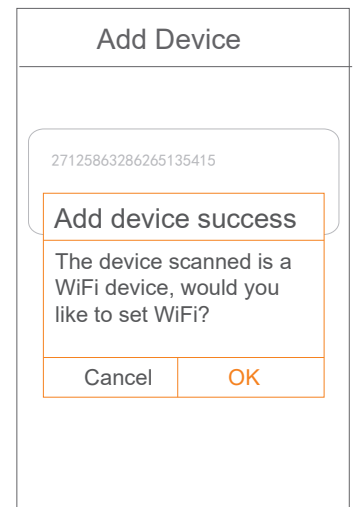 Add Device
27125863286265135415
Add device success
The device scanned is a
WiFi device, would you
like to set WiFi?
Cancel
OK